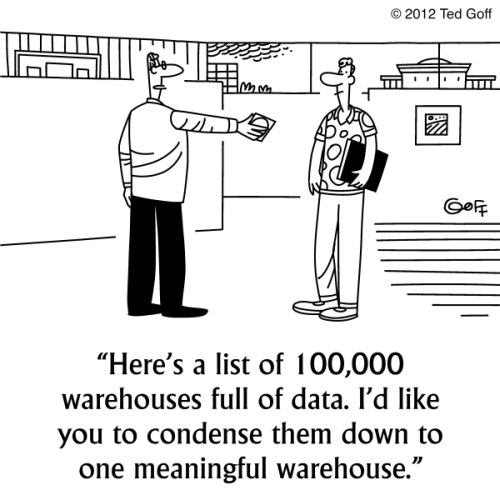 © 2012 Ted Goff
GOFF
“Here’s a list of 100,000
warehouses full of data. I’d like
you to condense them down to
one meaningful warehouse.”